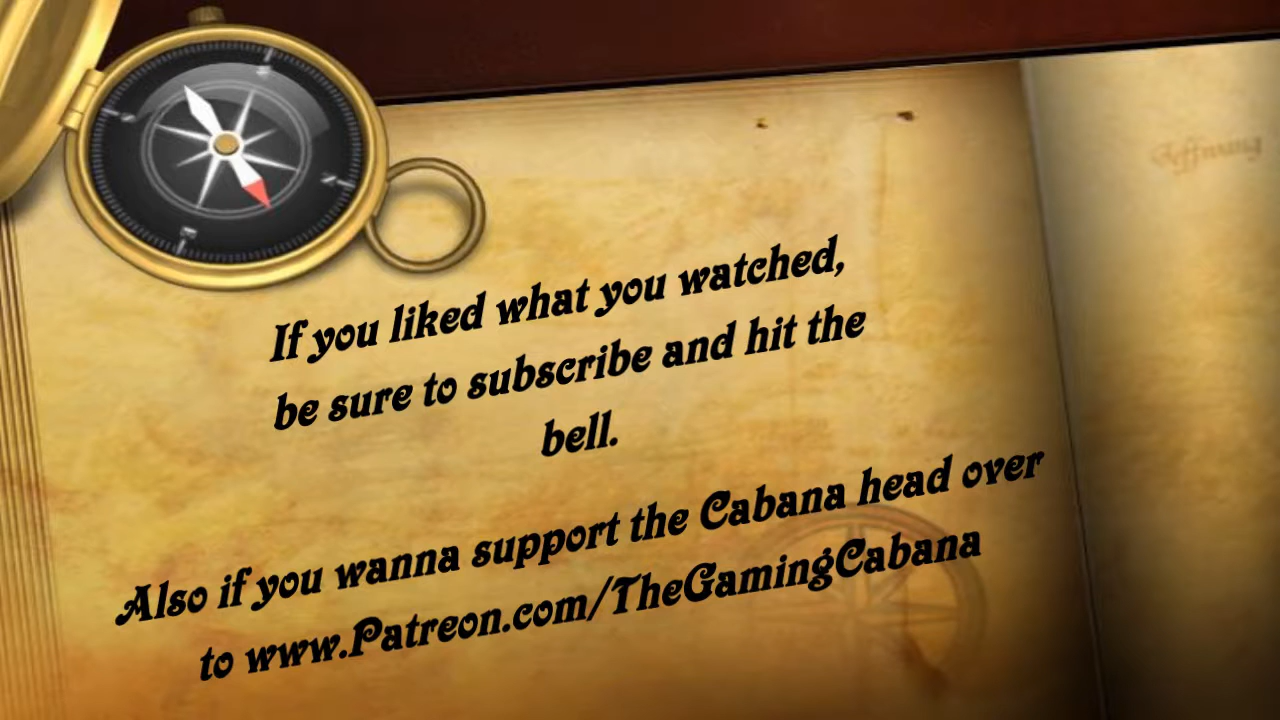 If you liked what you watched,
be sure to subscribe and hit the
bell.
Also if you wanna support the Cabana head over
to www.Patreon.com/TheGamingCabana